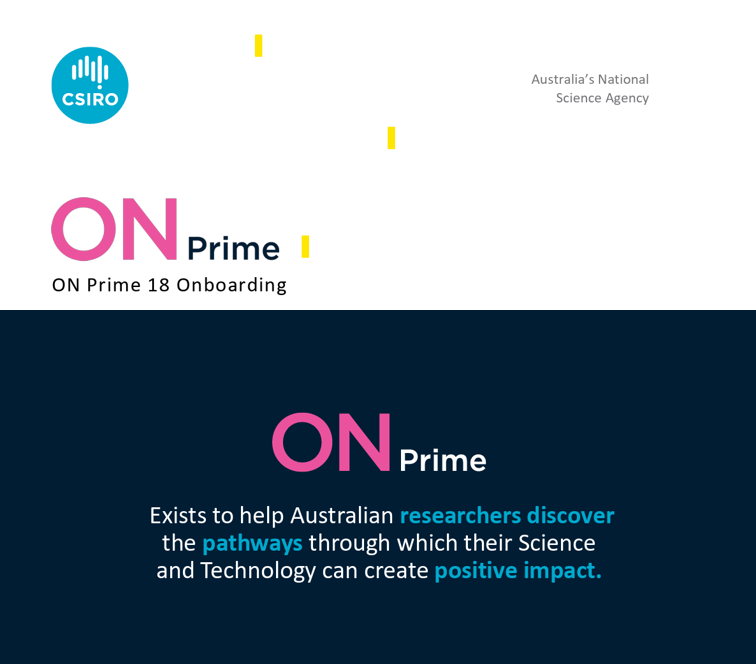 CSIRO
Australia’s National
Science Agency
ON Prime
ON Prime 18 Onboarding
ON Prime
Exists to help Australian researchers discover
the pathways through which their Science
and Technology can create positive impact.